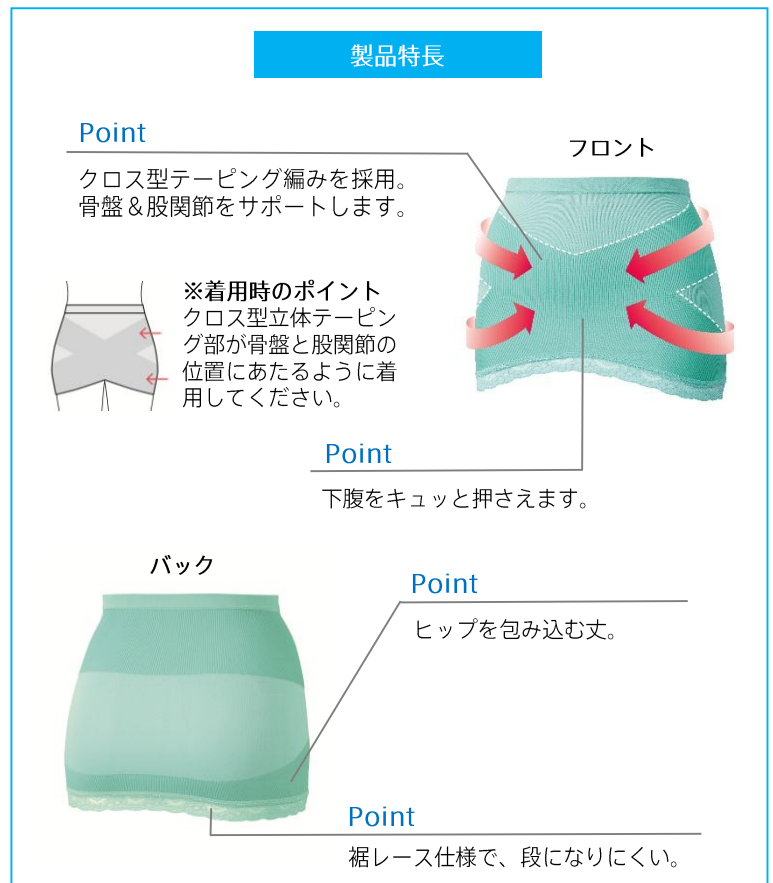 製品特長
Point
クロス型テーピング編みを採用。
骨盤＆股関節をサポートします。
フロント
※着用時のポイント
クロス型立体テーピン
グ部が骨盤と股関節の
位置にあたるように着
用してください。
Point
下腹をキュッと押さえます。
バック
Point
ヒップを包み込む丈。
Point
裾レース仕様で、段になりにくい。